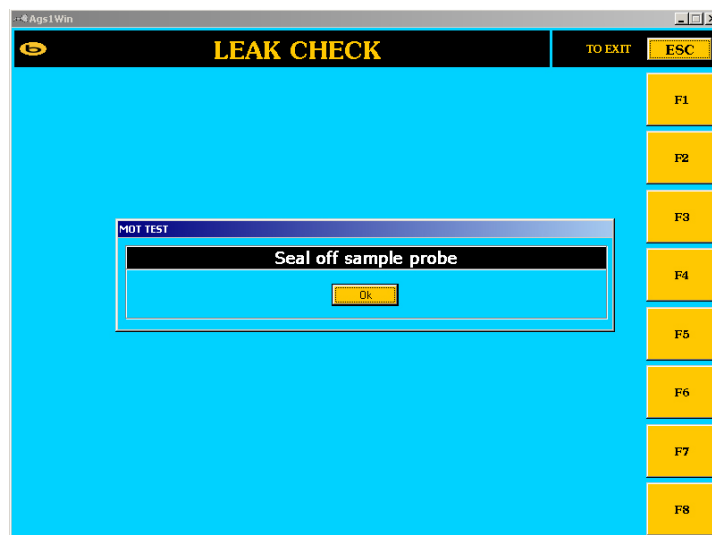 Ags1Win
LEAK CHECK
TO EXIT
ESC
F1
F2
F3
MOT TEST
Seal off sample probe
F4
Ok
F5
F6
F7
F8